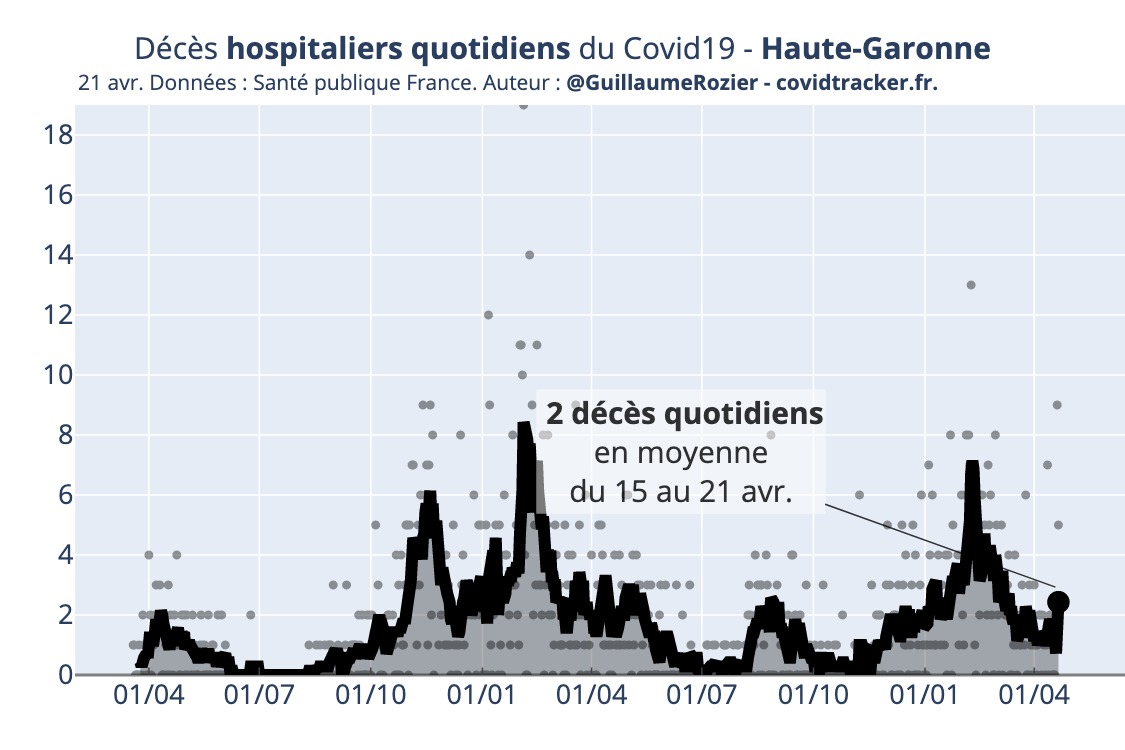 Décès hospitaliers quotidiens du Covid19 - Haute-Garonne
21 avr. Données : Santé publique France. Auteur : @GuillaumeRozier - covidtracker.fr.
18
16
14
12
10
8
6
4
2
0
2 décès quotidiens
en moyenne
du 15 au 21 avr.
01/04 01/07 01/10 01/01 01/04 01/07 01/10 01/01 01/04